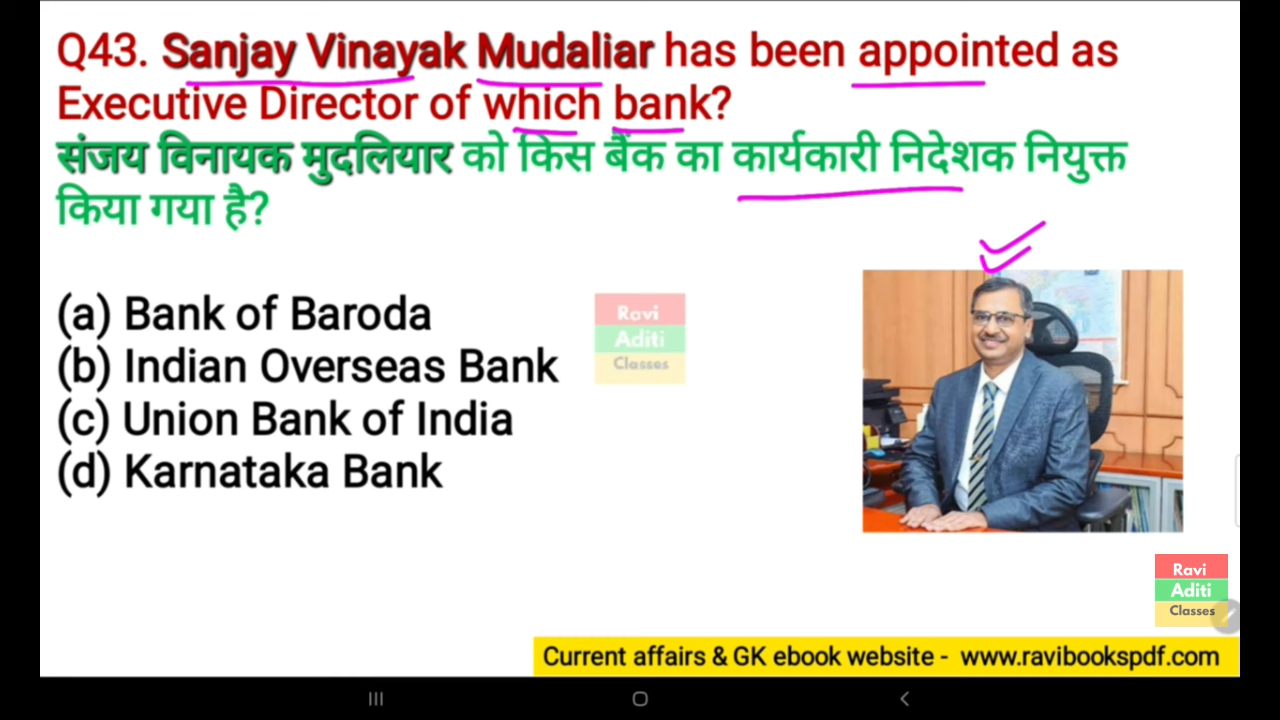 Q43. Sanjay Vinayak Mudaliar has been appointed as
Executive Director of which bank?
संजय विनायक मुदलियार को किस बैंक का कार्यकारी निदेशक नियुक्त
किया गया है?
(a) Bank of Baroda
(b) Indian Overseas Bank
(c) Union Bank of India
(d) Karnataka Bank
Ravi
Aditi
Classes
Ravi
Aditi
Classes
Current affairs & GK ebook website - www.ravibookspdf.com